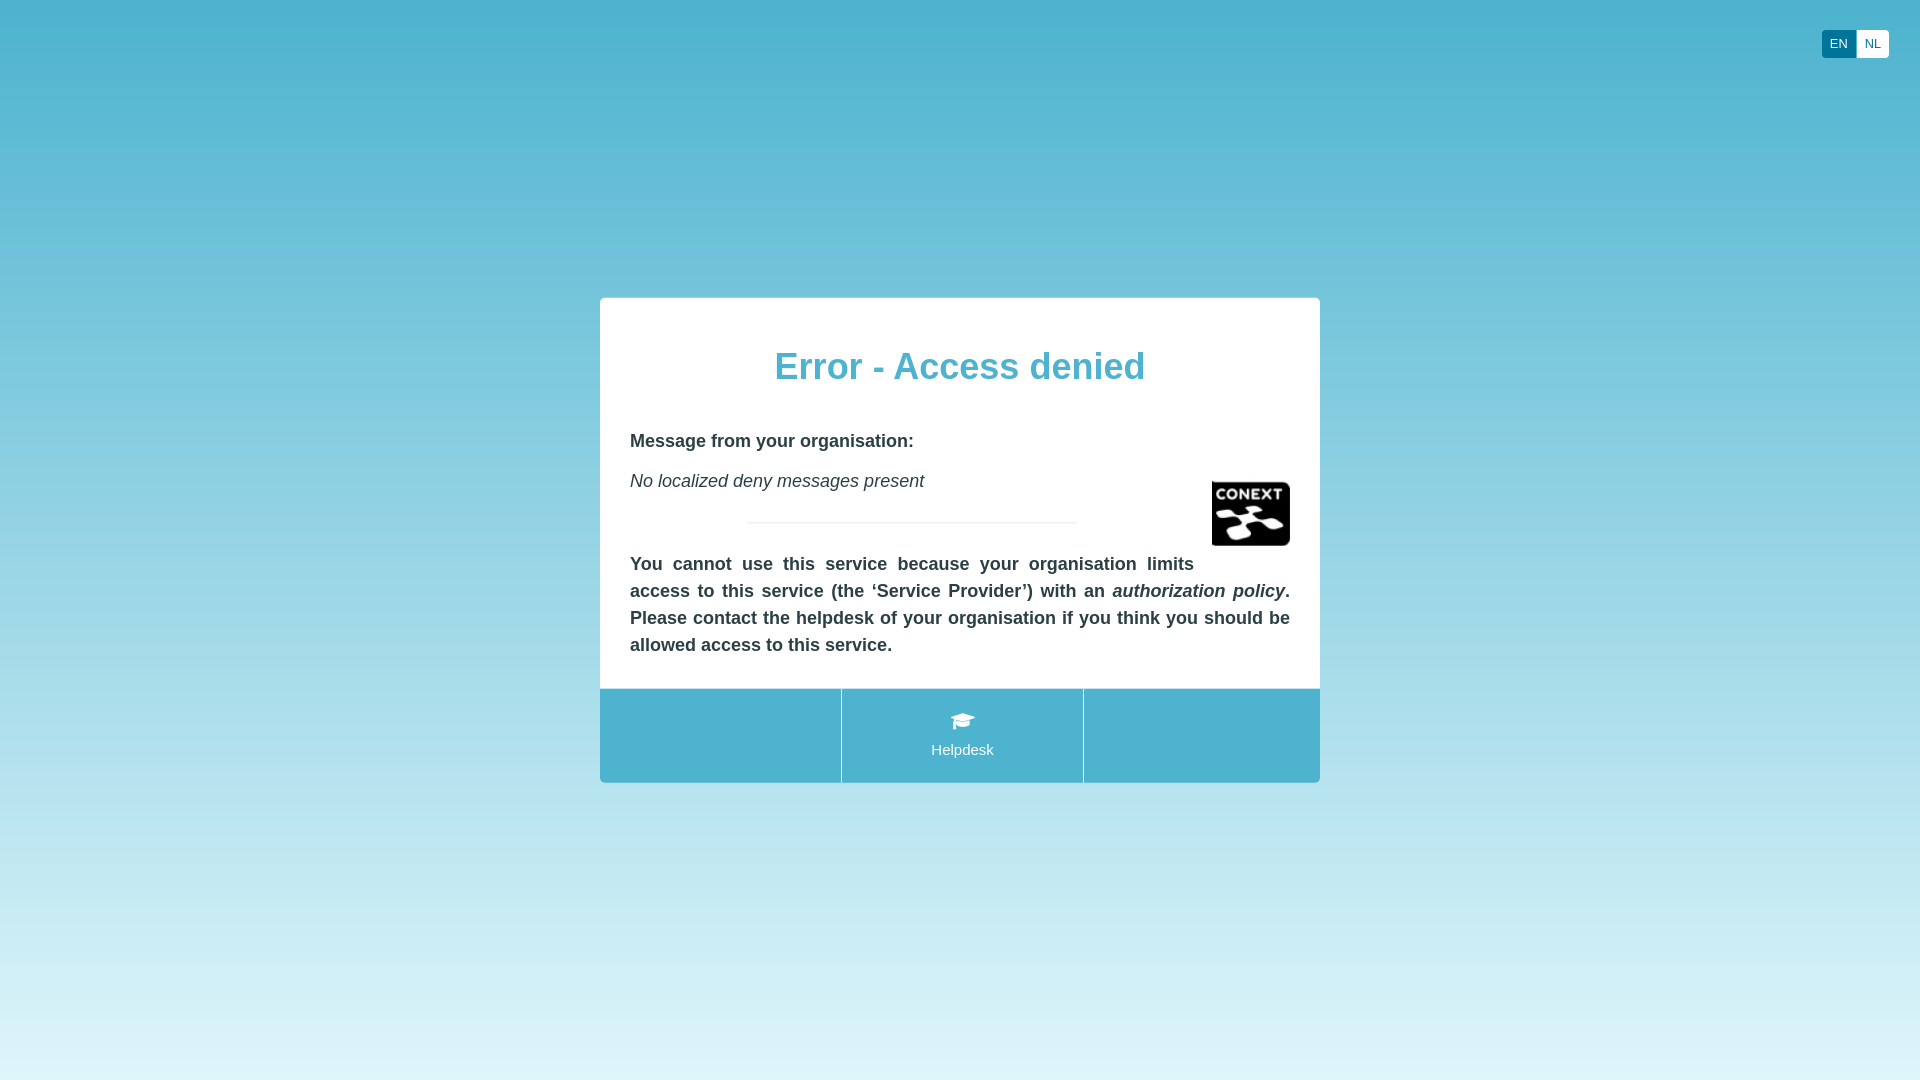 EN NL
Error - Access denied
Message from your organisation:
No localized deny messages present
CONEXT
You cannot use this service because your organisation limits
access to this service (the ‘Service Provider’) with an authorization policy.
Please contact the helpdesk of your organisation if you think you should be
allowed access to this service.
Helpdesk